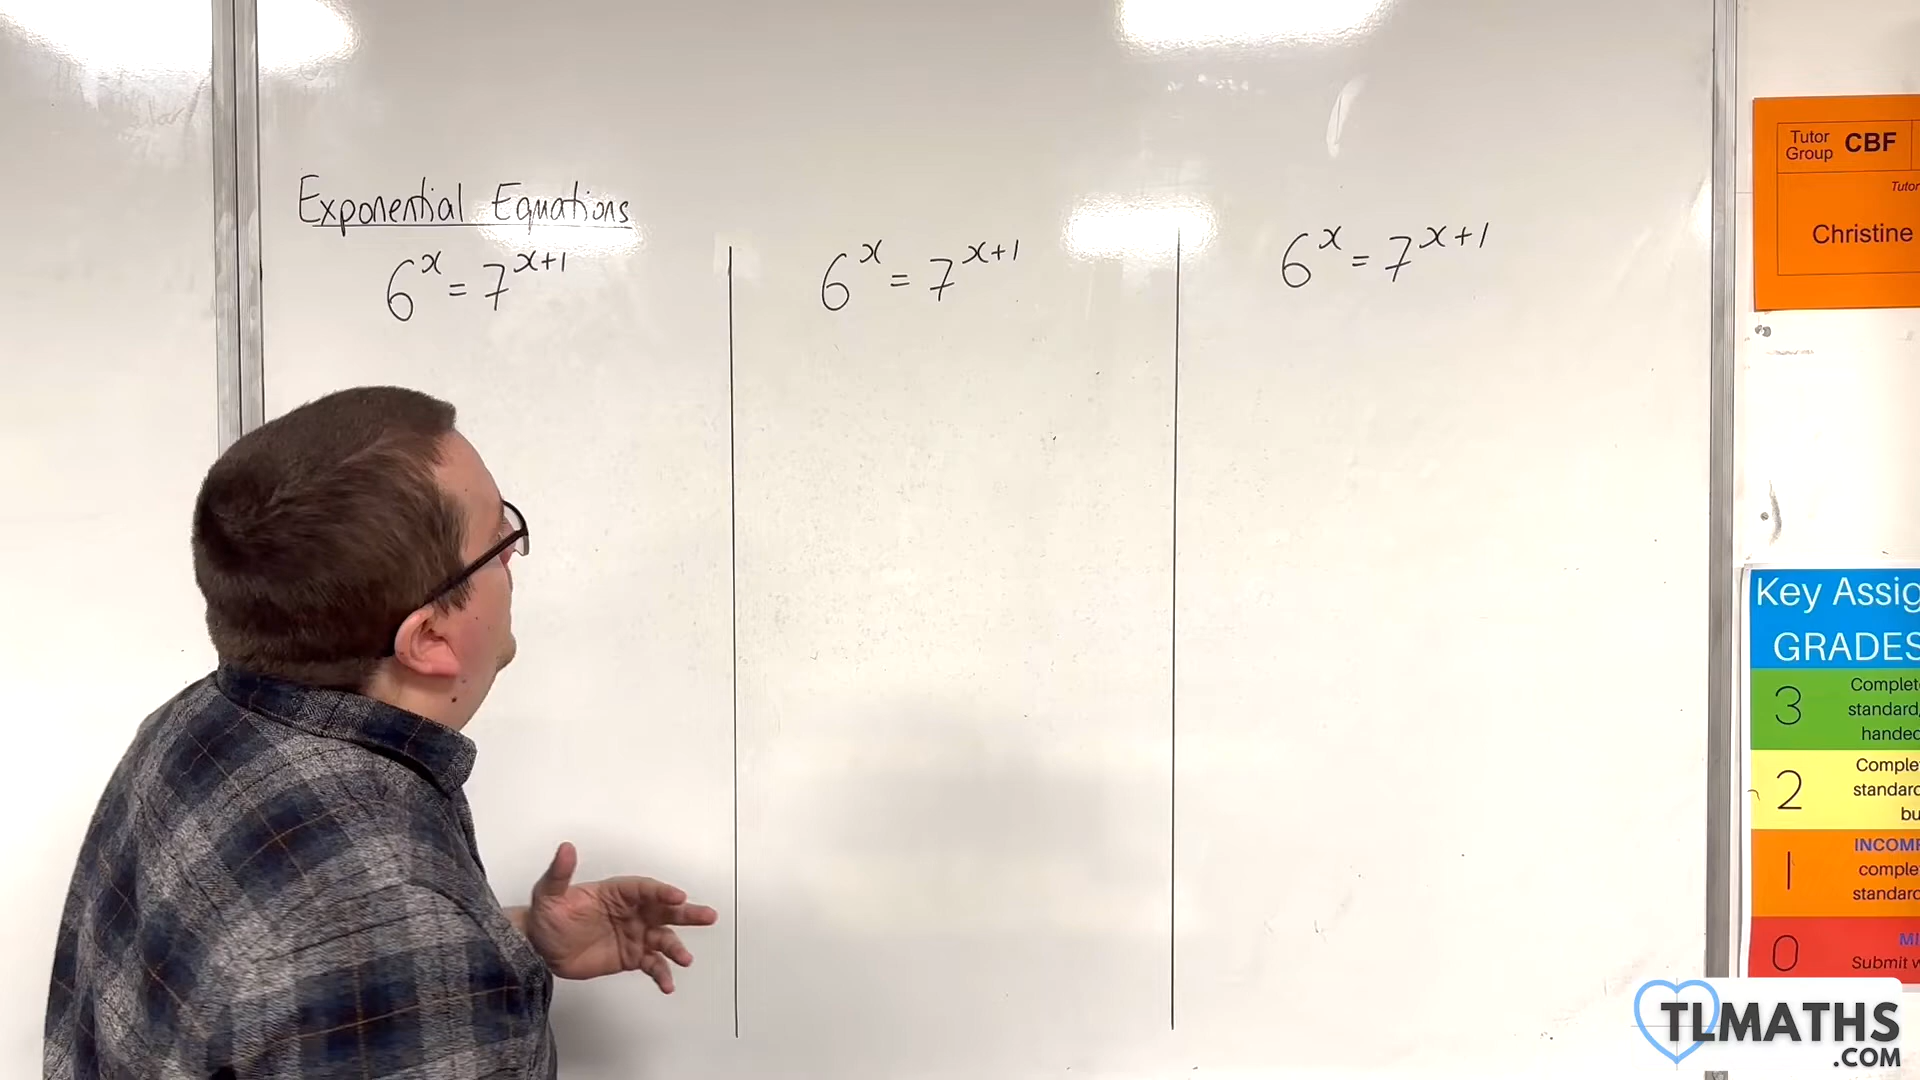 Exponential Equations
6^x = 7^{x+1}
6^x = 7^{x+1}
6^x = 7^{x+1}
Tutor Group CBF
Tutor
Christine
Key Assig
GRADES
3
Complet
standard,
handed
2
Comple
standard
bu
1
INCOM
comple
standard
0
MI
Submit w
TLMATHS
.COM